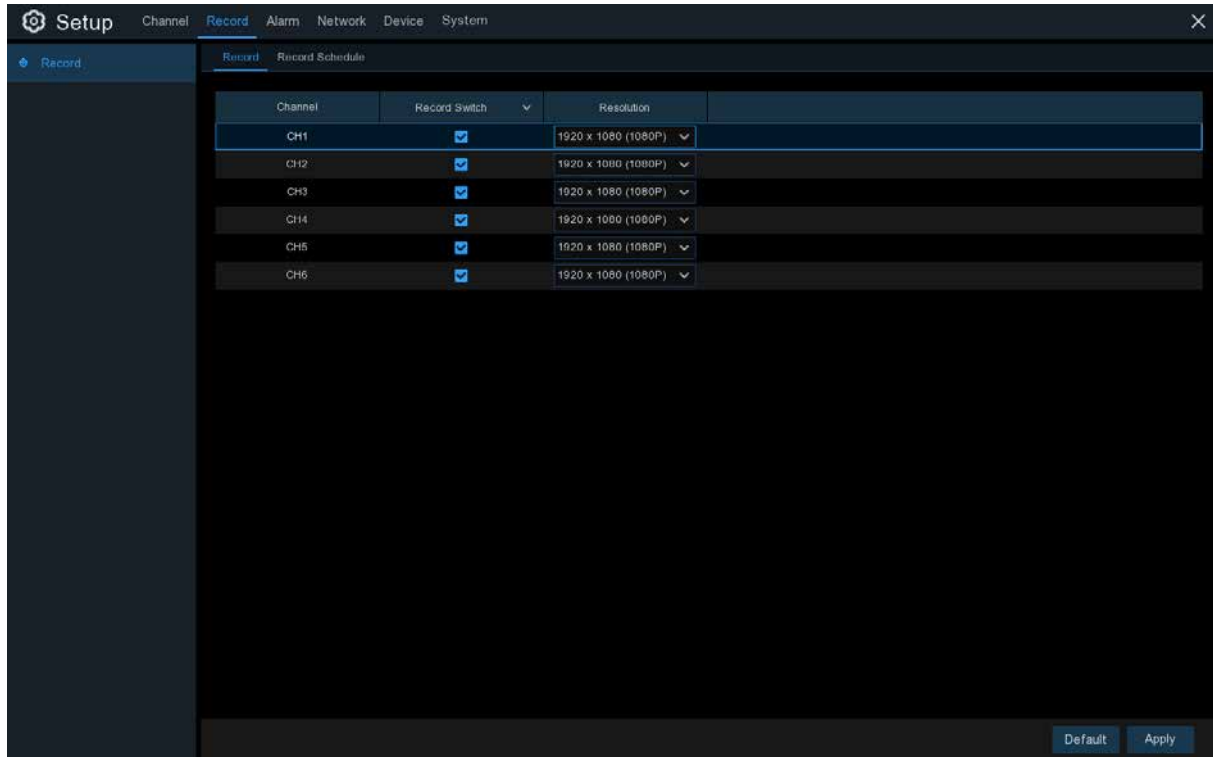 Setup Channel Record Alarm Network Device System
Record
Record Record Schedule
Channel Record Switch Resolution
CH1 1920 x 1080 (1080P)
CH2 1920 x 1080 (1080P)
CH3 1920 x 1080 (1080P)
CH4 1920 x 1080 (1080P)
CH5 1920 x 1080 (1080P)
CH6 1920 x 1080 (1080P)
Default Apply